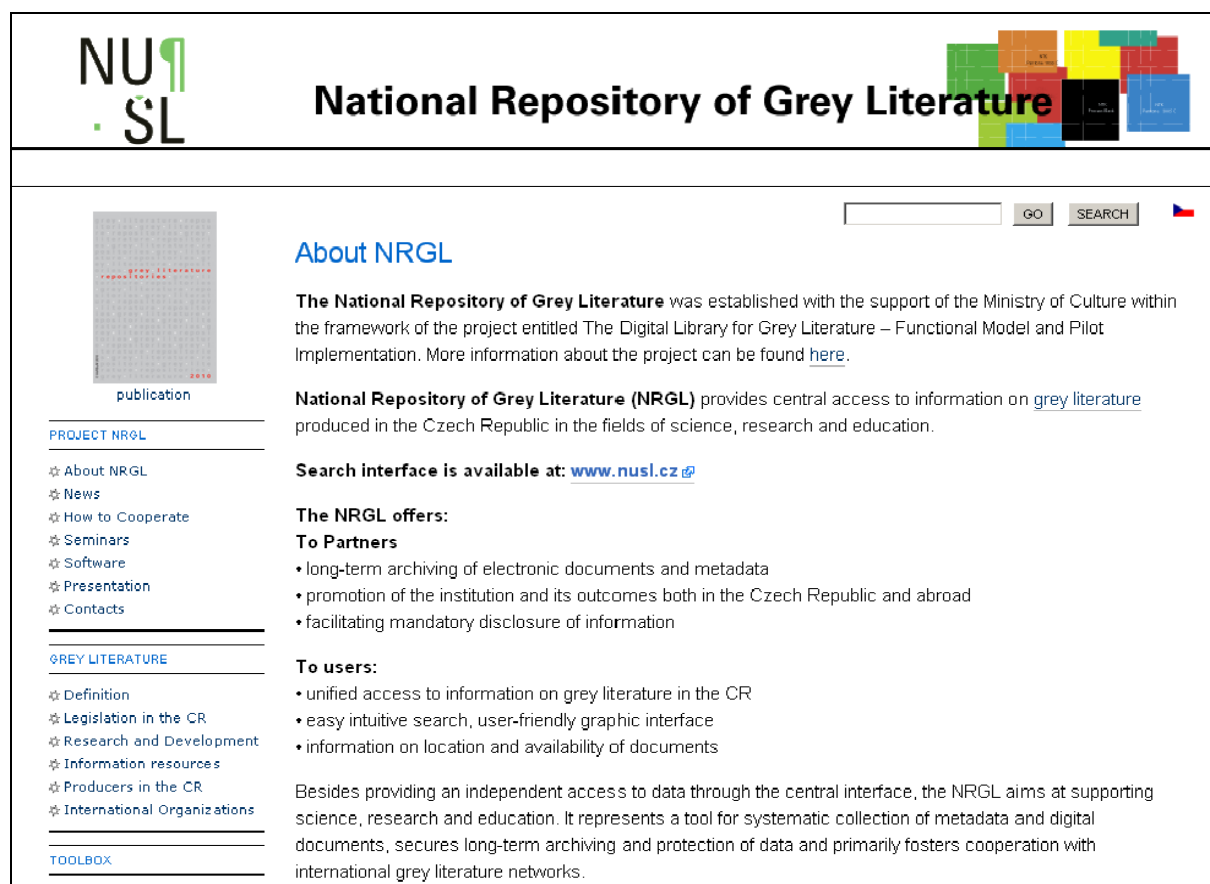 NU¶
SL
National Repository of Grey Literature
GO
SEARCH
grey literature
repositories
2010
publication
PROJECT NRGL
About NRGL
News
How to Cooperate
Seminars
Software
Presentation
Contacts
GREY LITERATURE
Definition
Legislation in the CR
Research and Development
Information resources
Producers in the CR
International Organizations
TOOLBOX
About NRGL
The National Repository of Grey Literature was established with the support of the Ministry of Culture within
the framework of the project entitled The Digital Library for Grey Literature – Functional Model and Pilot
Implementation. More information about the project can be found here.
National Repository of Grey Literature (NRGL) provides central access to information on grey literature
produced in the Czech Republic in the fields of science, research and education.
Search interface is available at: www.nusl.cz
The NRGL offers:
To Partners
• long-term archiving of electronic documents and metadata
• promotion of the institution and its outcomes both in the Czech Republic and abroad
• facilitating mandatory disclosure of information
To users:
• unified access to information on grey literature in the CR
• easy intuitive search, user-friendly graphic interface
• information on location and availability of documents
Besides providing an independent access to data through the central interface, the NRGL aims at supporting
science, research and education. It represents a tool for systematic collection of metadata and digital
documents, secures long-term archiving and protection of data and primarily fosters cooperation with
international grey literature networks.